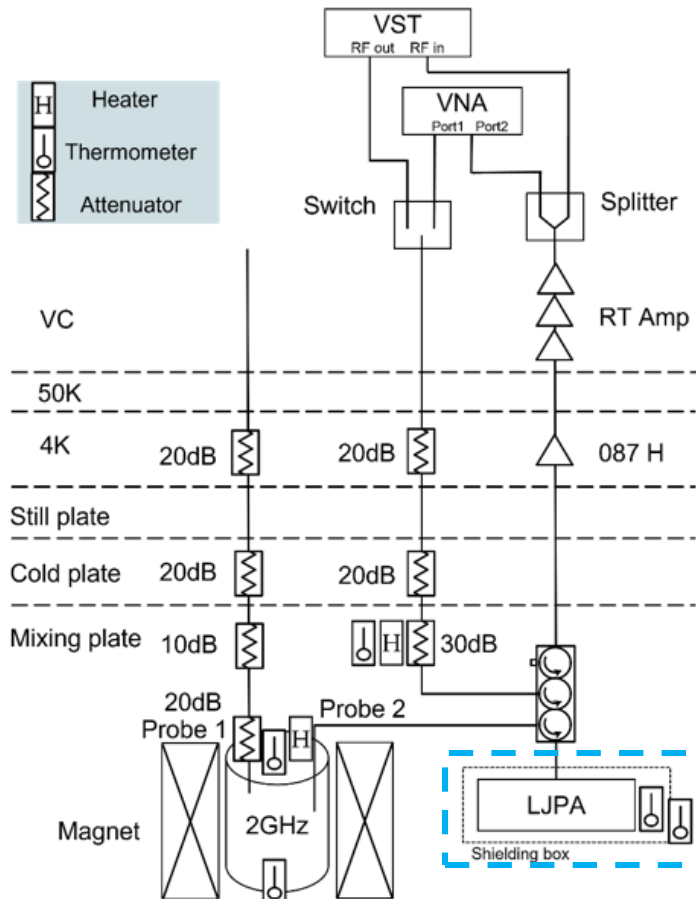 VST
RF out RF in
H Heater
VNA
Thermometer
Port1 Port2
Attenuator
Switch
Splitter
VC
RT Amp
50K
4K
20dB
20dB
087 H
Still plate
Cold plate
20dB
20dB
Mixing plate
10dB
H
30dB
20dB
Probe 1
H
Probe 2
Magnet
2GHz
LJPA
Shielding box